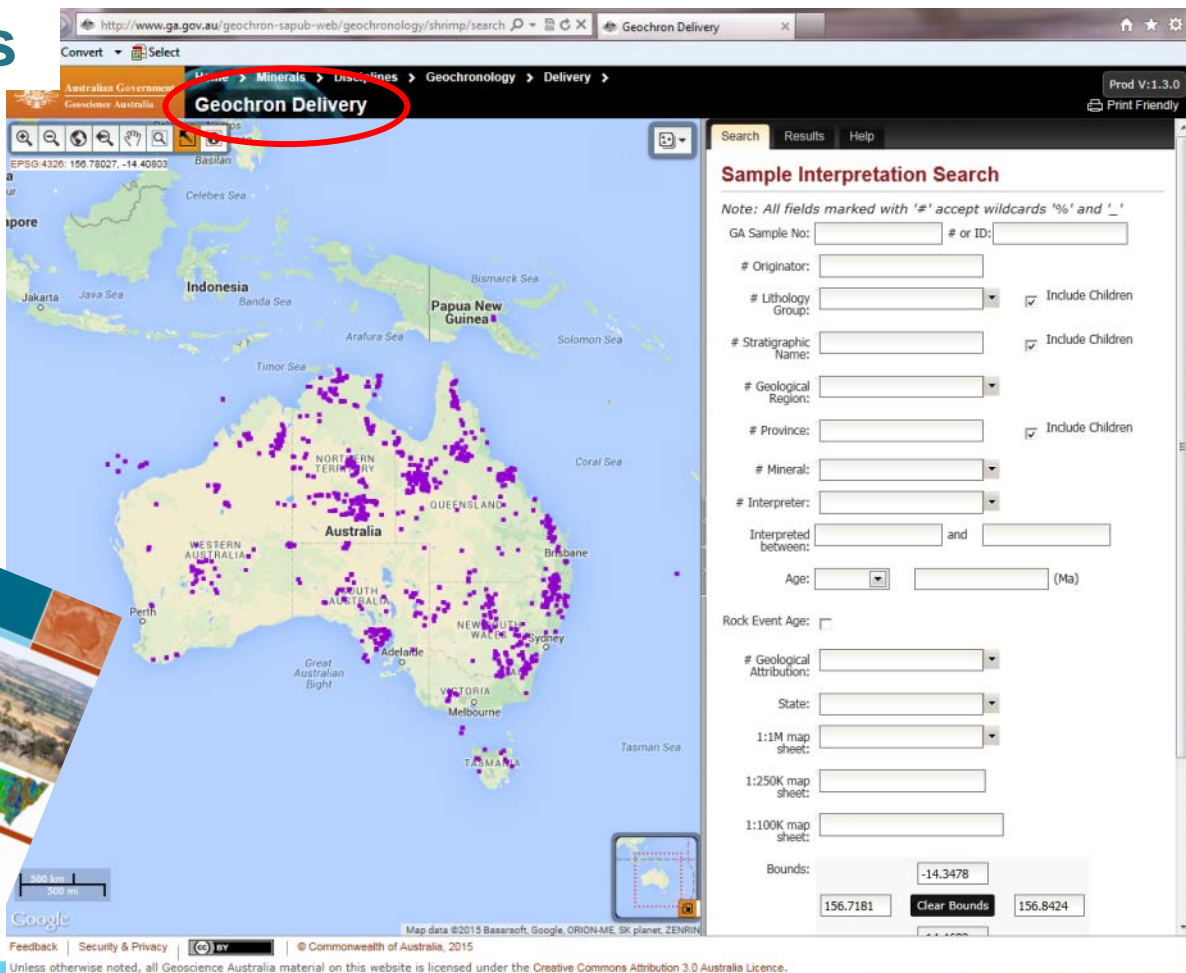 s
http://www.ga.gov.au/geochron-sapub-web/geochronology/shrimp/search
Geochron Delivery
Convert
Select
Australian Government
Geoscience Australia
Home > Minerals > Disciplines > Geochronology > Delivery >
Geochron Delivery
Prod V:1.3.0
Print Friendly
EPSG:4326: 156.78027, -14.40803
Basilan
Celebes Sea
apore
Indonesia
Jakarta
Java Sea
Banda Sea
Bismarck Sea
Papua New
Guinea
Arafura Sea
Solomon Sea
Timor Sea
NORTHERN
TERRITORY
Coral Sea
QUEENSLAND
Australia
WESTERN
AUSTRALIA
Brisbane
SOUTH
AUSTRALIA
Perth
NEW SOUTH
WALES
Sydney
Adelaide
Great
Australian
Bight
VICTORIA
Melbourne
Tasman Sea
TASMANIA
500 km
500 mi
Google
Map data ©2015 Basarsoft, Google, ORION-ME, SK planet, ZENRIN
Search
Results
Help
Sample Interpretation Search
Note: All fields marked with '#' accept wildcards '%' and '_'
GA Sample No:
# or ID:
# Originator:
# Lithology
Group:
Include Children
# Stratigraphic
Name:
Include Children
# Geological
Region:
# Province:
Include Children
# Mineral:
# Interpreter:
Interpreted
between:
and
Age:
(Ma)
Rock Event Age:
# Geological
Attribution:
State:
1:1M map
sheet:
1:250K map
sheet:
1:100K map
sheet:
Bounds:
-14.3478
156.7181
Clear Bounds
156.8424
Feedback | Security & Privacy | (cc) BY | © Commonwealth of Australia, 2015
Unless otherwise noted, all Geoscience Australia material on this website is licensed under the Creative Commons Attribution 3.0 Australia Licence.